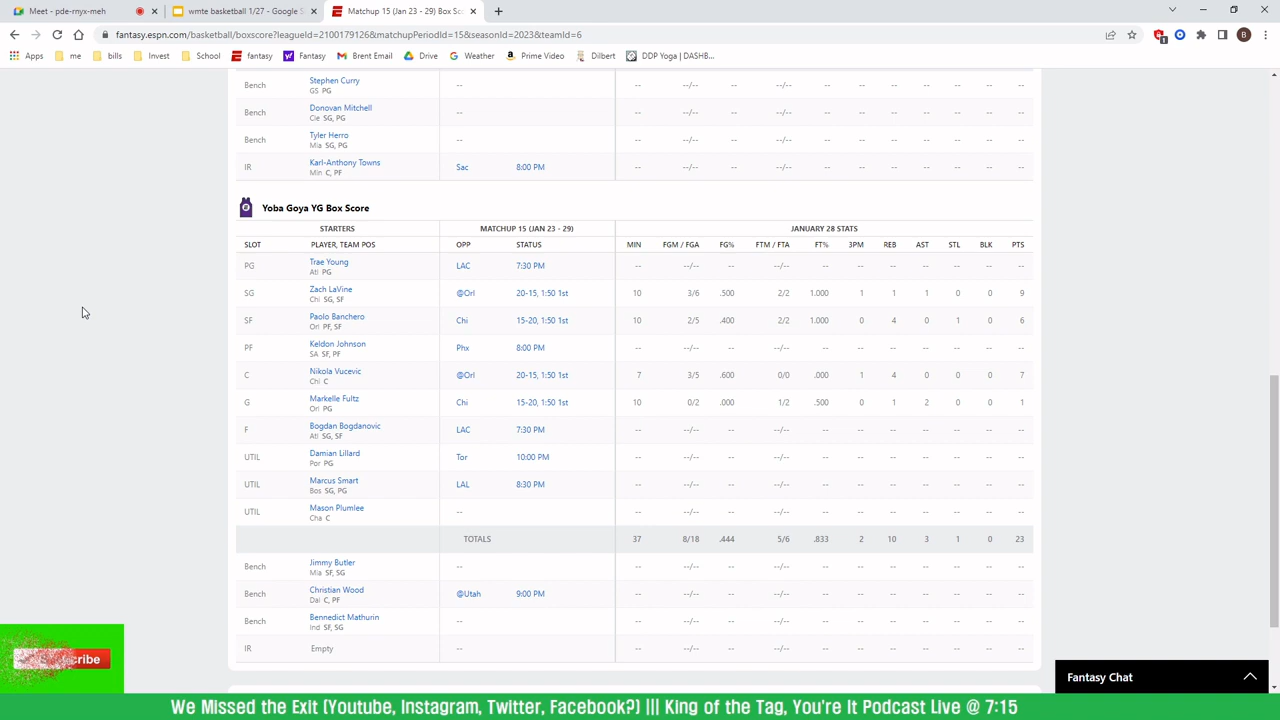 Meet - pde-rnyx-meh
wmte basketball 1/27 - Google S
Matchup 15 (Jan 23 - 29) Box Sc
fantasy.espn.com/basketball/boxscore?leagueId=2100179126&matchupPeriodId=15&seasonId=2023&teamId=6
1
B
Apps me bills Invest School fantasy Fantasy Brent Email Drive Weather Prime Video Dilbert DDP Yoga | DASHB...
Bench Stephen Curry -- -- --/-- -- --/-- -- -- -- -- -- -- --
GS PG
Bench Donovan Mitchell -- -- --/-- -- --/-- -- -- -- -- -- -- --
Cle SG, PG
Bench Tyler Herro -- -- --/-- -- --/-- -- -- -- -- -- -- --
Mia SG, PG
IR Karl-Anthony Towns Sac 8:00 PM -- --/-- -- --/-- -- -- -- -- -- -- --
Min C, PF
Yoba Goya YG Box Score
STARTERS MATCHUP 15 (JAN 23 - 29) JANUARY 28 STATS
SLOT PLAYER, TEAM POS OPP STATUS MIN FGM / FGA FG% FTM / FTA FT% 3PM REB AST STL BLK PTS
PG Trae Young LAC 7:30 PM -- --/-- -- --/-- -- -- -- -- -- -- --
Atl PG
SG Zach LaVine @Orl 20-15, 1:50 1st 10 3/6 .500 2/2 1.000 1 1 1 0 0 9
Chi SG, SF
SF Paolo Banchero Chi 15-20, 1:50 1st 10 2/5 .400 2/2 1.000 0 4 0 1 0 6
Orl PF, SF
PF Keldon Johnson Phx 8:00 PM -- --/-- -- --/-- -- -- -- -- -- -- --
SA SF, PF
C Nikola Vucevic @Orl 20-15, 1:50 1st 7 3/5 .600 0/0 .000 1 4 0 0 0 7
Chi C
G Markelle Fultz Chi 15-20, 1:50 1st 10 0/2 .000 1/2 .500 0 1 2 0 0 1
Orl PG
F Bogdan Bogdanovic LAC 7:30 PM -- --/-- -- --/-- -- -- -- -- -- -- --
Atl SG, SF
UTIL Damian Lillard Tor 10:00 PM -- --/-- -- --/-- -- -- -- -- -- -- --
Por PG
UTIL Marcus Smart LAL 8:30 PM -- --/-- -- --/-- -- -- -- -- -- -- --
Bos SG, PG
UTIL Mason Plumlee -- -- --/-- -- --/-- -- -- -- -- -- -- --
Cha C
TOTALS 37 8/18 .444 5/6 .833 2 10 3 1 0 23
Bench Jimmy Butler -- -- --/-- -- --/-- -- -- -- -- -- -- --
Mia SF, SG
Bench Christian Wood @Utah 9:00 PM -- --/-- -- --/-- -- -- -- -- -- -- --
Dal C, PF
Bench Bennedict Mathurin -- -- --/-- -- --/-- -- -- -- -- -- -- --
Ind SF, SG
IR Empty -- -- --/-- -- --/-- -- -- -- -- -- -- --
Fantasy Chat
We Missed the Exit (Youtube, Instagram, Twitter, Facebook?) ||| King of the Tag, You're It Podcast Live @ 7:15